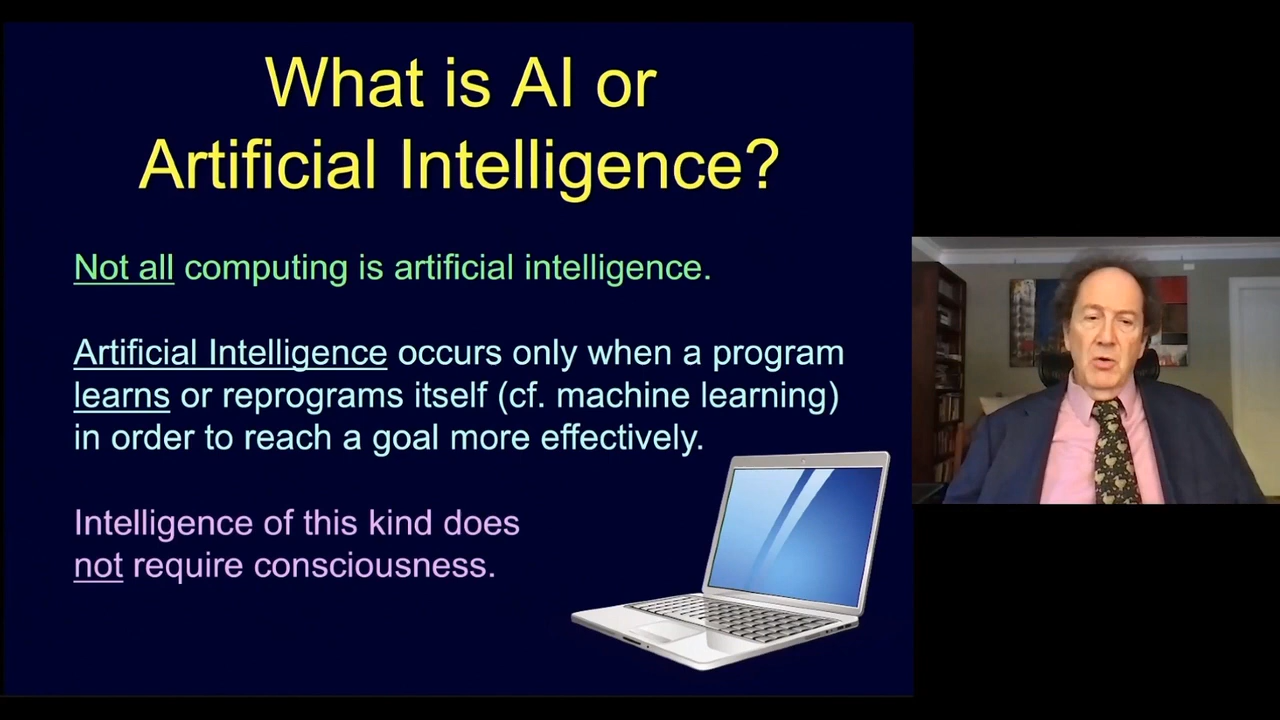 What is AI or
Artificial Intelligence?
Not all computing is artificial intelligence.
Artificial Intelligence occurs only when a program
learns or reprograms itself (cf. machine learning)
in order to reach a goal more effectively.
Intelligence of this kind does
not require consciousness.